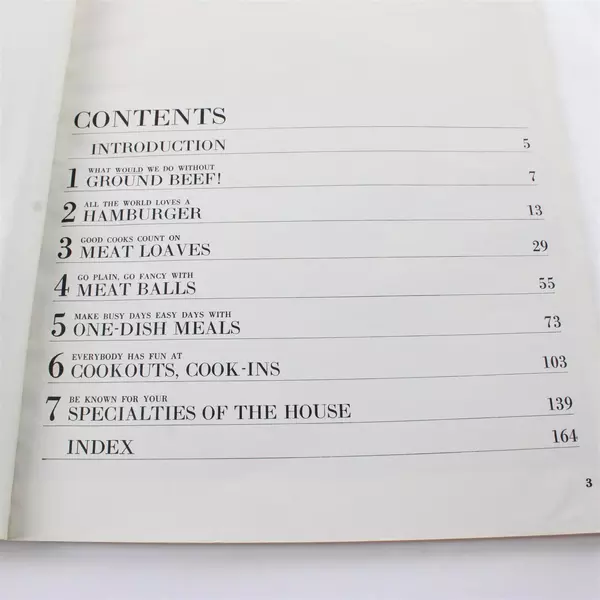 CONTENTS
INTRODUCTION 5
1 WHAT WOULD WE DO WITHOUT
GROUND BEEF! 7
2 ALL THE WORLD LOVES A
HAMBURGER 13
3 GOOD COOKS COUNT ON
MEAT LOAVES 29
4 GO PLAIN, GO FANCY WITH
MEAT BALLS 55
5 MAKE BUSY DAYS EASY DAYS WITH
ONE-DISH MEALS 73
6 EVERYBODY HAS FUN AT
COOKOUTS, COOK-INS 103
7 BE KNOWN FOR YOUR
SPECIALTIES OF THE HOUSE 139
INDEX 164
3